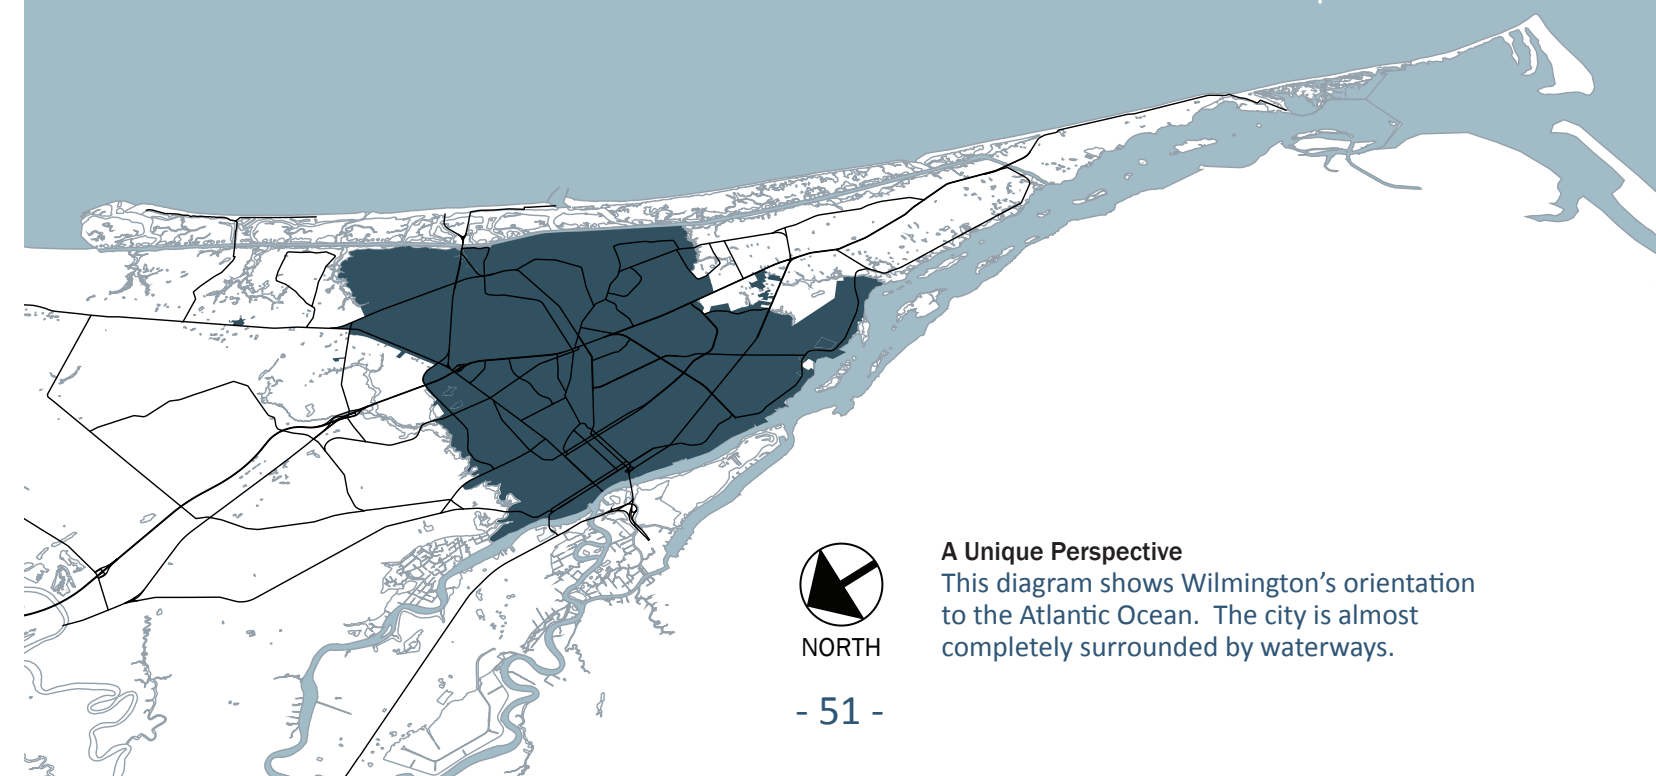 A Unique Perspective
This diagram shows Wilmington’s orientation
to the Atlantic Ocean.  The city is almost
completely surrounded by waterways.
NORTH
- 51 -